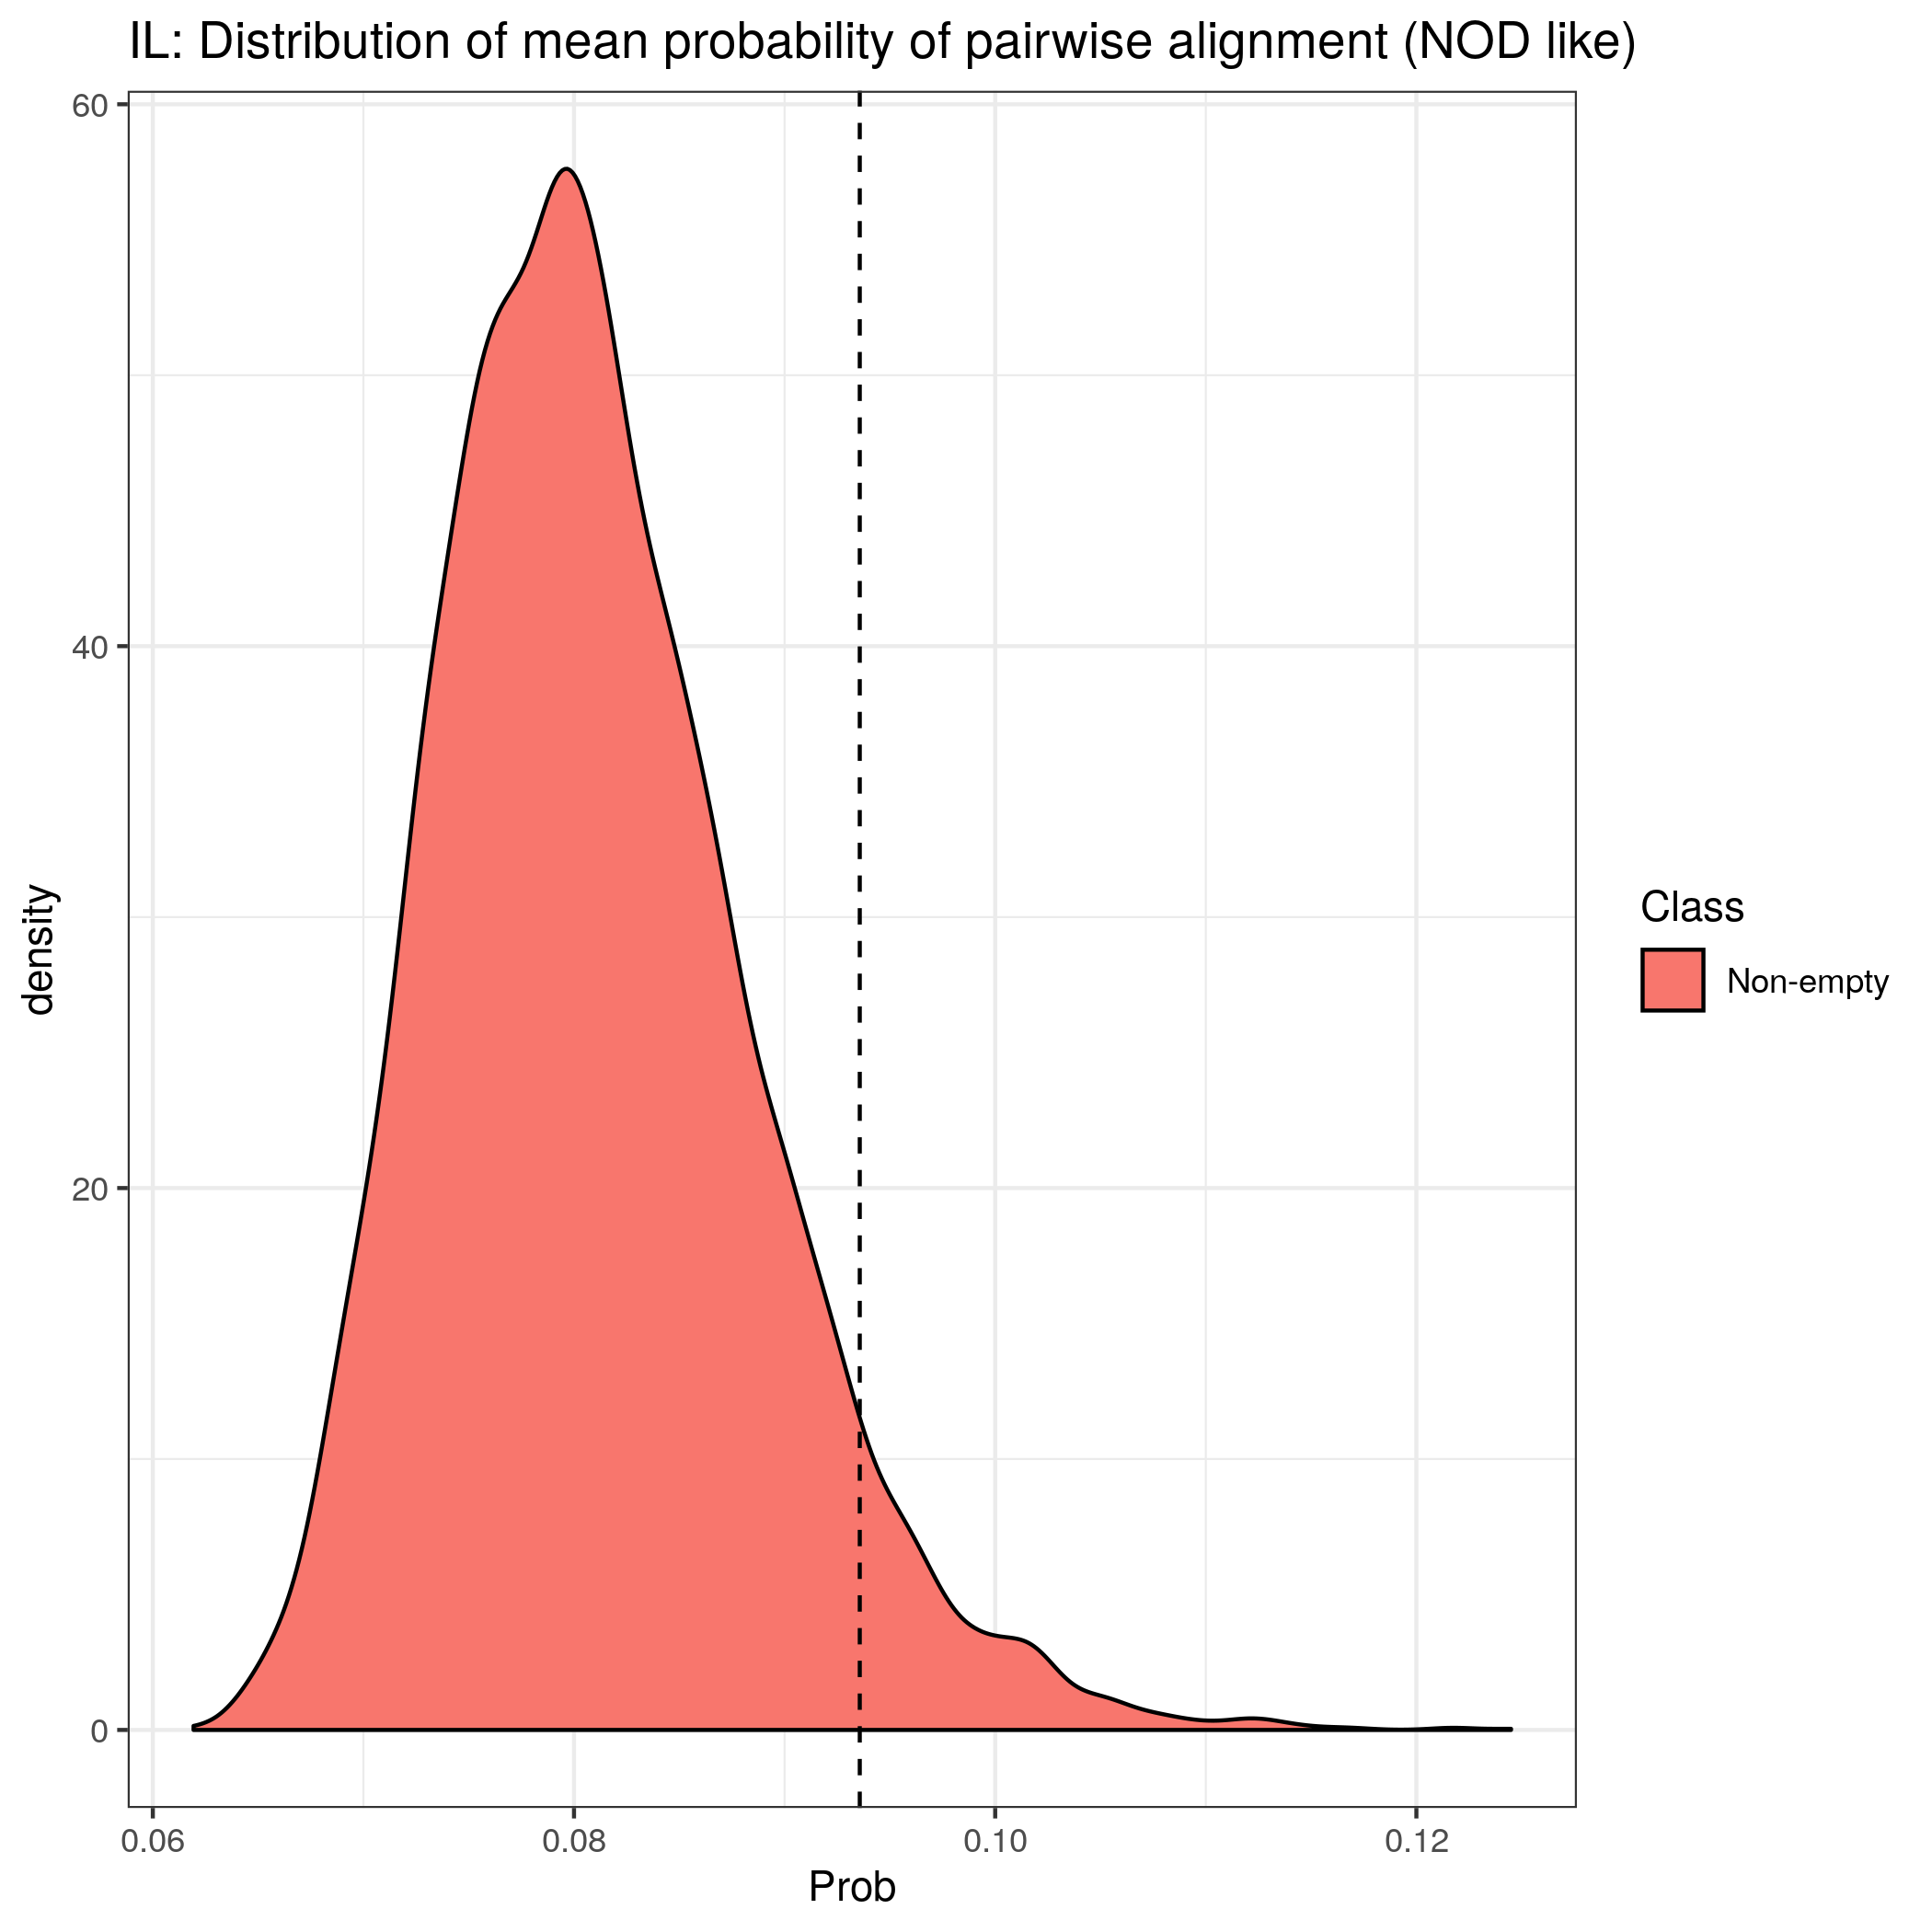 IL: Distribution of mean probability of pairwise alignment (NOD like)
60
40
20
0
density
0.06
0.08
0.10
0.12
Prob
Class
Non-empty